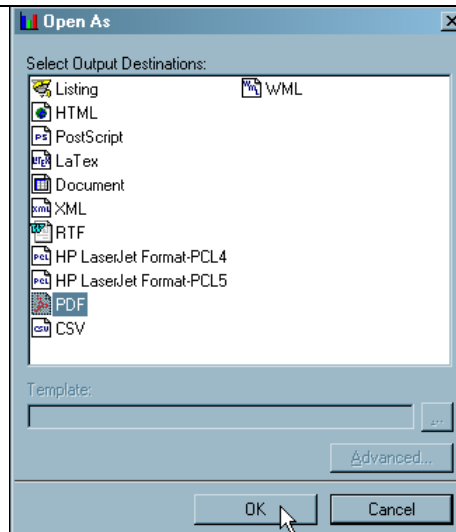 Open As
Select Output Destinations:
Listing
HTML
PostScript
LaTex
Document
XML
RTF
HP LaserJet Format-PCL4
HP LaserJet Format-PCL5
PDF
CSV
WML
Template:
...
Advanced...
OK
Cancel